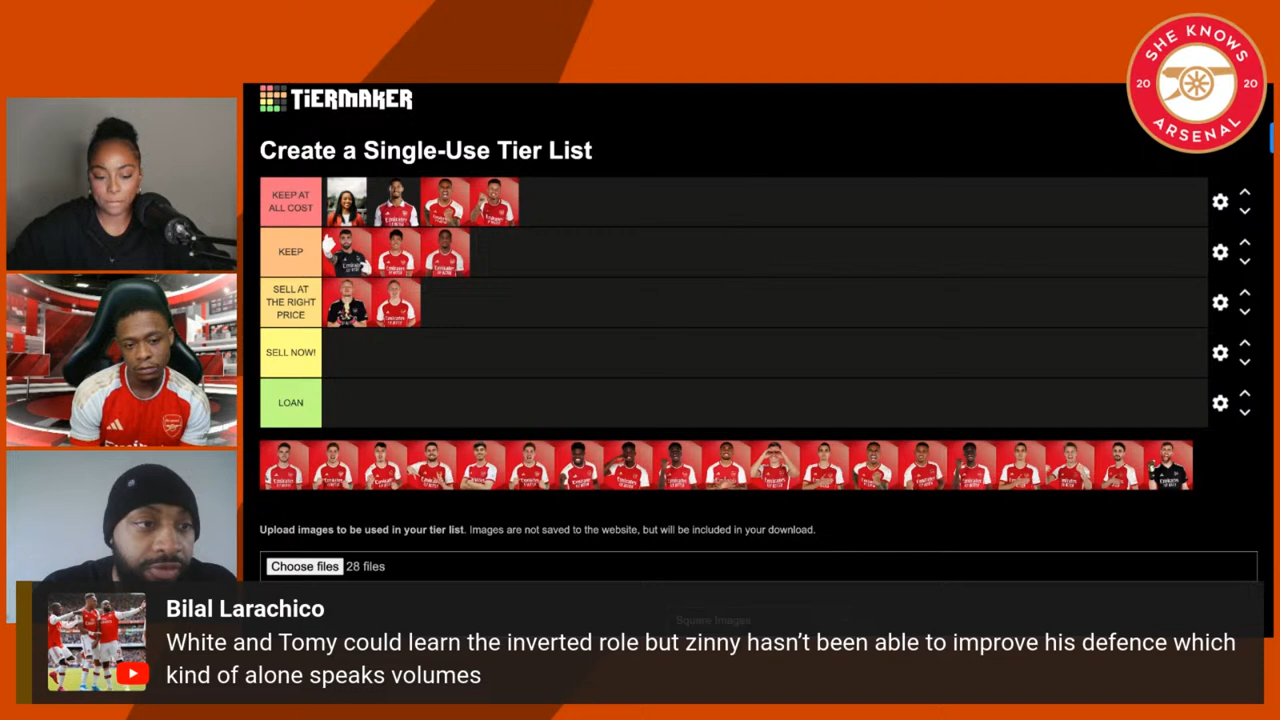 SHE KNOWS
20 20
ARSENAL
TiERMAKER
Create a Single-Use Tier List
KEEP AT
ALL COST
KEEP
SELL AT
THE RIGHT
PRICE
SELL NOW!
LOAN
Upload images to be used in your tier list. Images are not saved to the website, but will be included in your download.
Choose files 28 files
Square Images
Bilal Larachico
White and Tomy could learn the inverted role but zinny hasn’t been able to improve his defence which
kind of alone speaks volumes